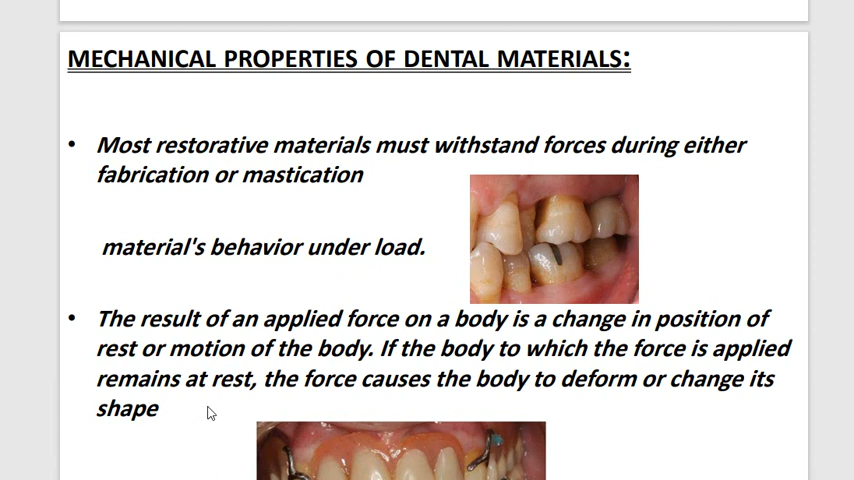 MECHANICAL PROPERTIES OF DENTAL MATERIALS:
• Most restorative materials must withstand forces during either
fabrication or mastication
material's behavior under load.
• The result of an applied force on a body is a change in position of
rest or motion of the body. If the body to which the force is applied
remains at rest, the force causes the body to deform or change its
shape